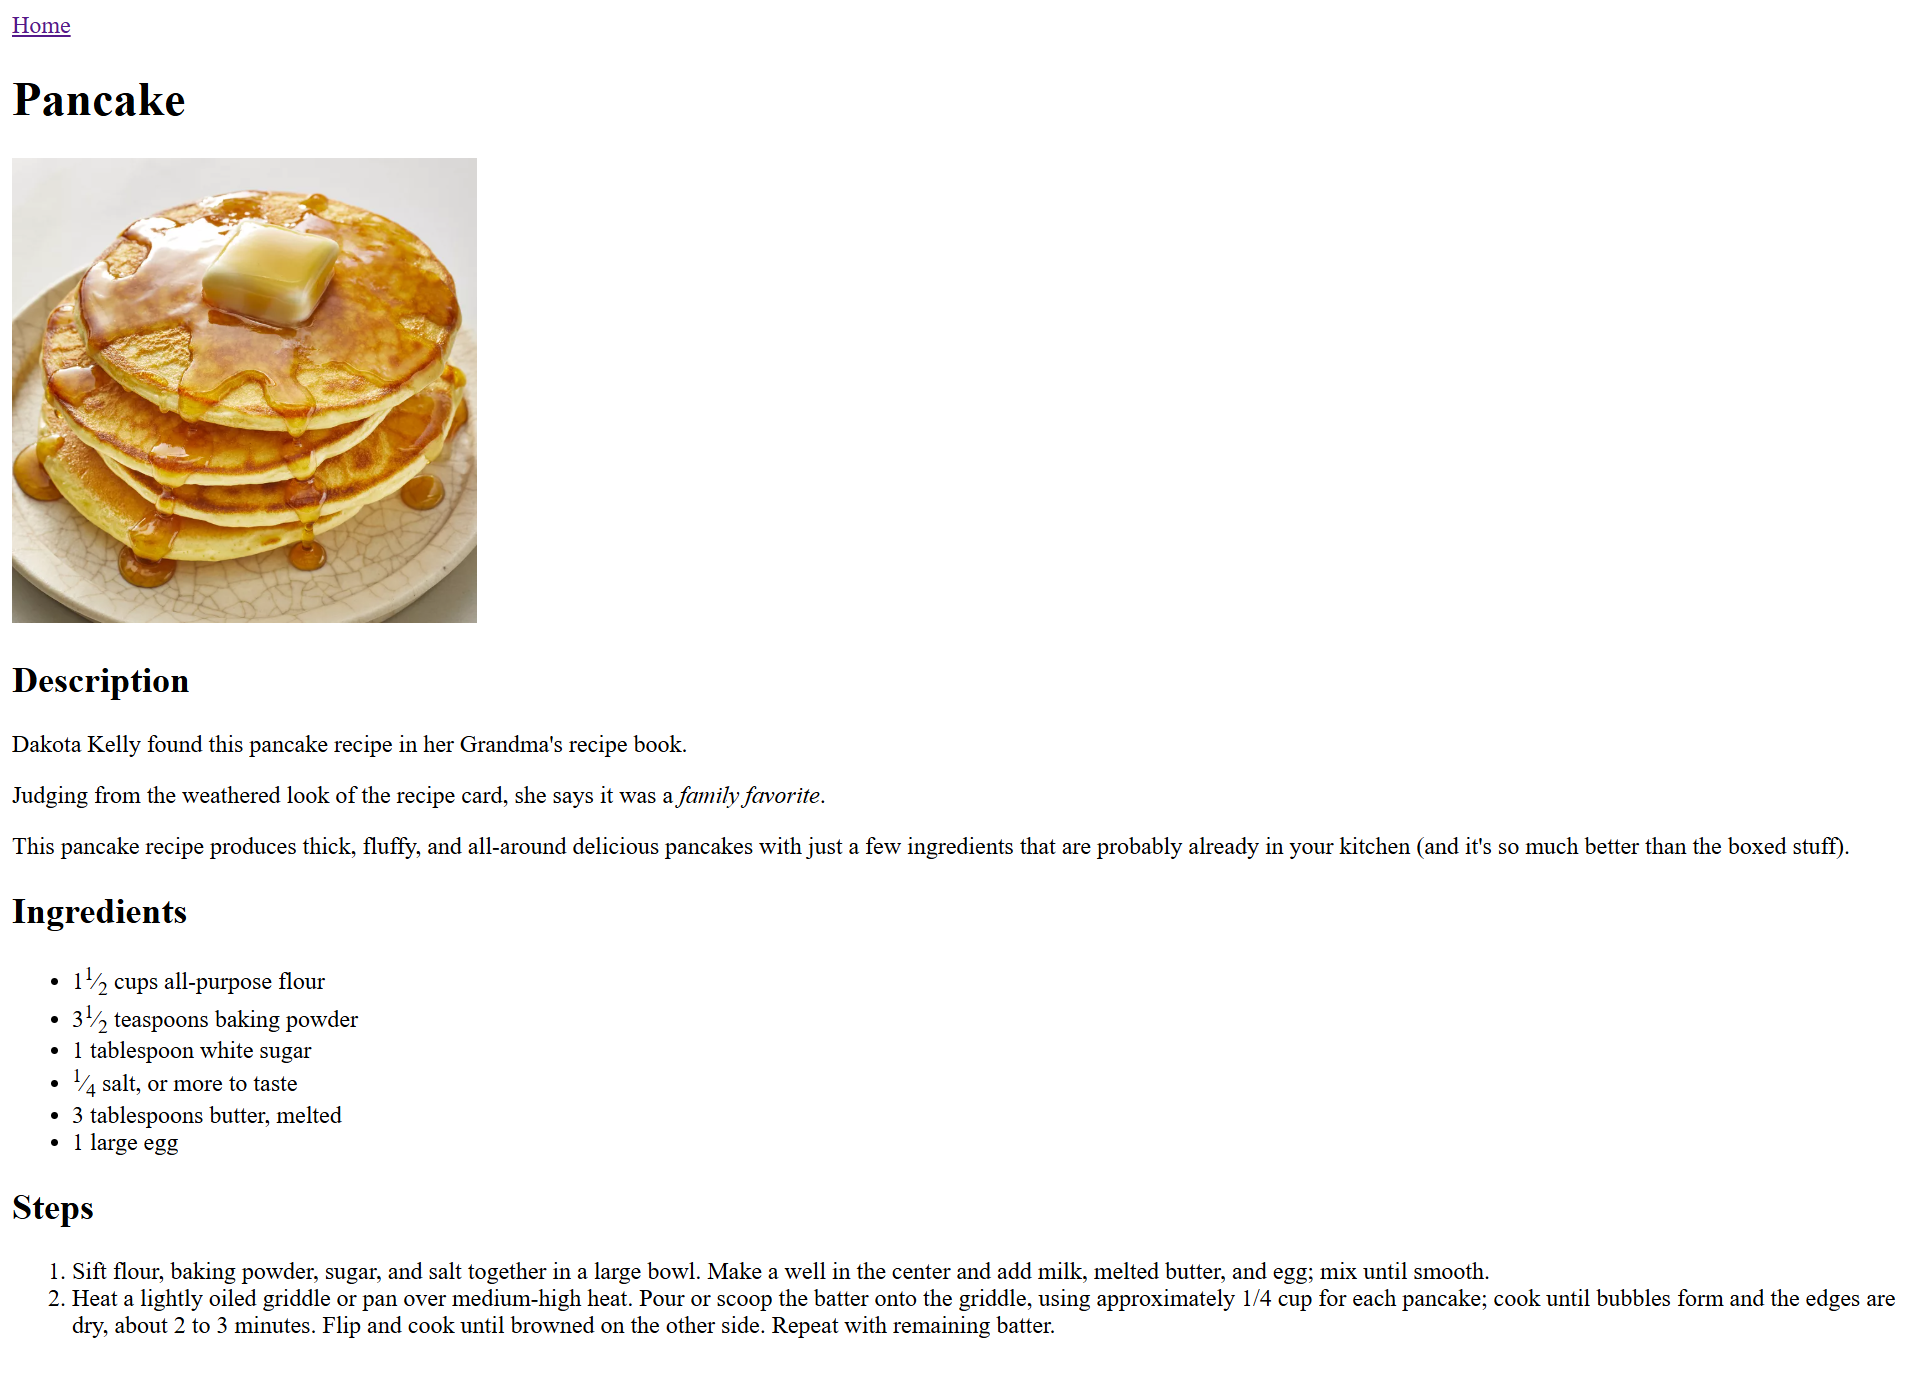 Home
Pancake
Description
Dakota Kelly found this pancake recipe in her Grandma's recipe book.
Judging from the weathered look of the recipe card, she says it was a family favorite.
This pancake recipe produces thick, fluffy, and all-around delicious pancakes with just a few ingredients that are probably already in your kitchen (and it's so much better than the boxed stuff).
Ingredients
• 1 1⁄2 cups all-purpose flour
• 3 1⁄2 teaspoons baking powder
• 1 tablespoon white sugar
• 1⁄4 salt, or more to taste
• 3 tablespoons butter, melted
• 1 large egg
Steps
1. Sift flour, baking powder, sugar, and salt together in a large bowl. Make a well in the center and add milk, melted butter, and egg; mix until smooth.
2. Heat a lightly oiled griddle or pan over medium-high heat. Pour or scoop the batter onto the griddle, using approximately 1/4 cup for each pancake; cook until bubbles form and the edges are
dry, about 2 to 3 minutes. Flip and cook until browned on the other side. Repeat with remaining batter.